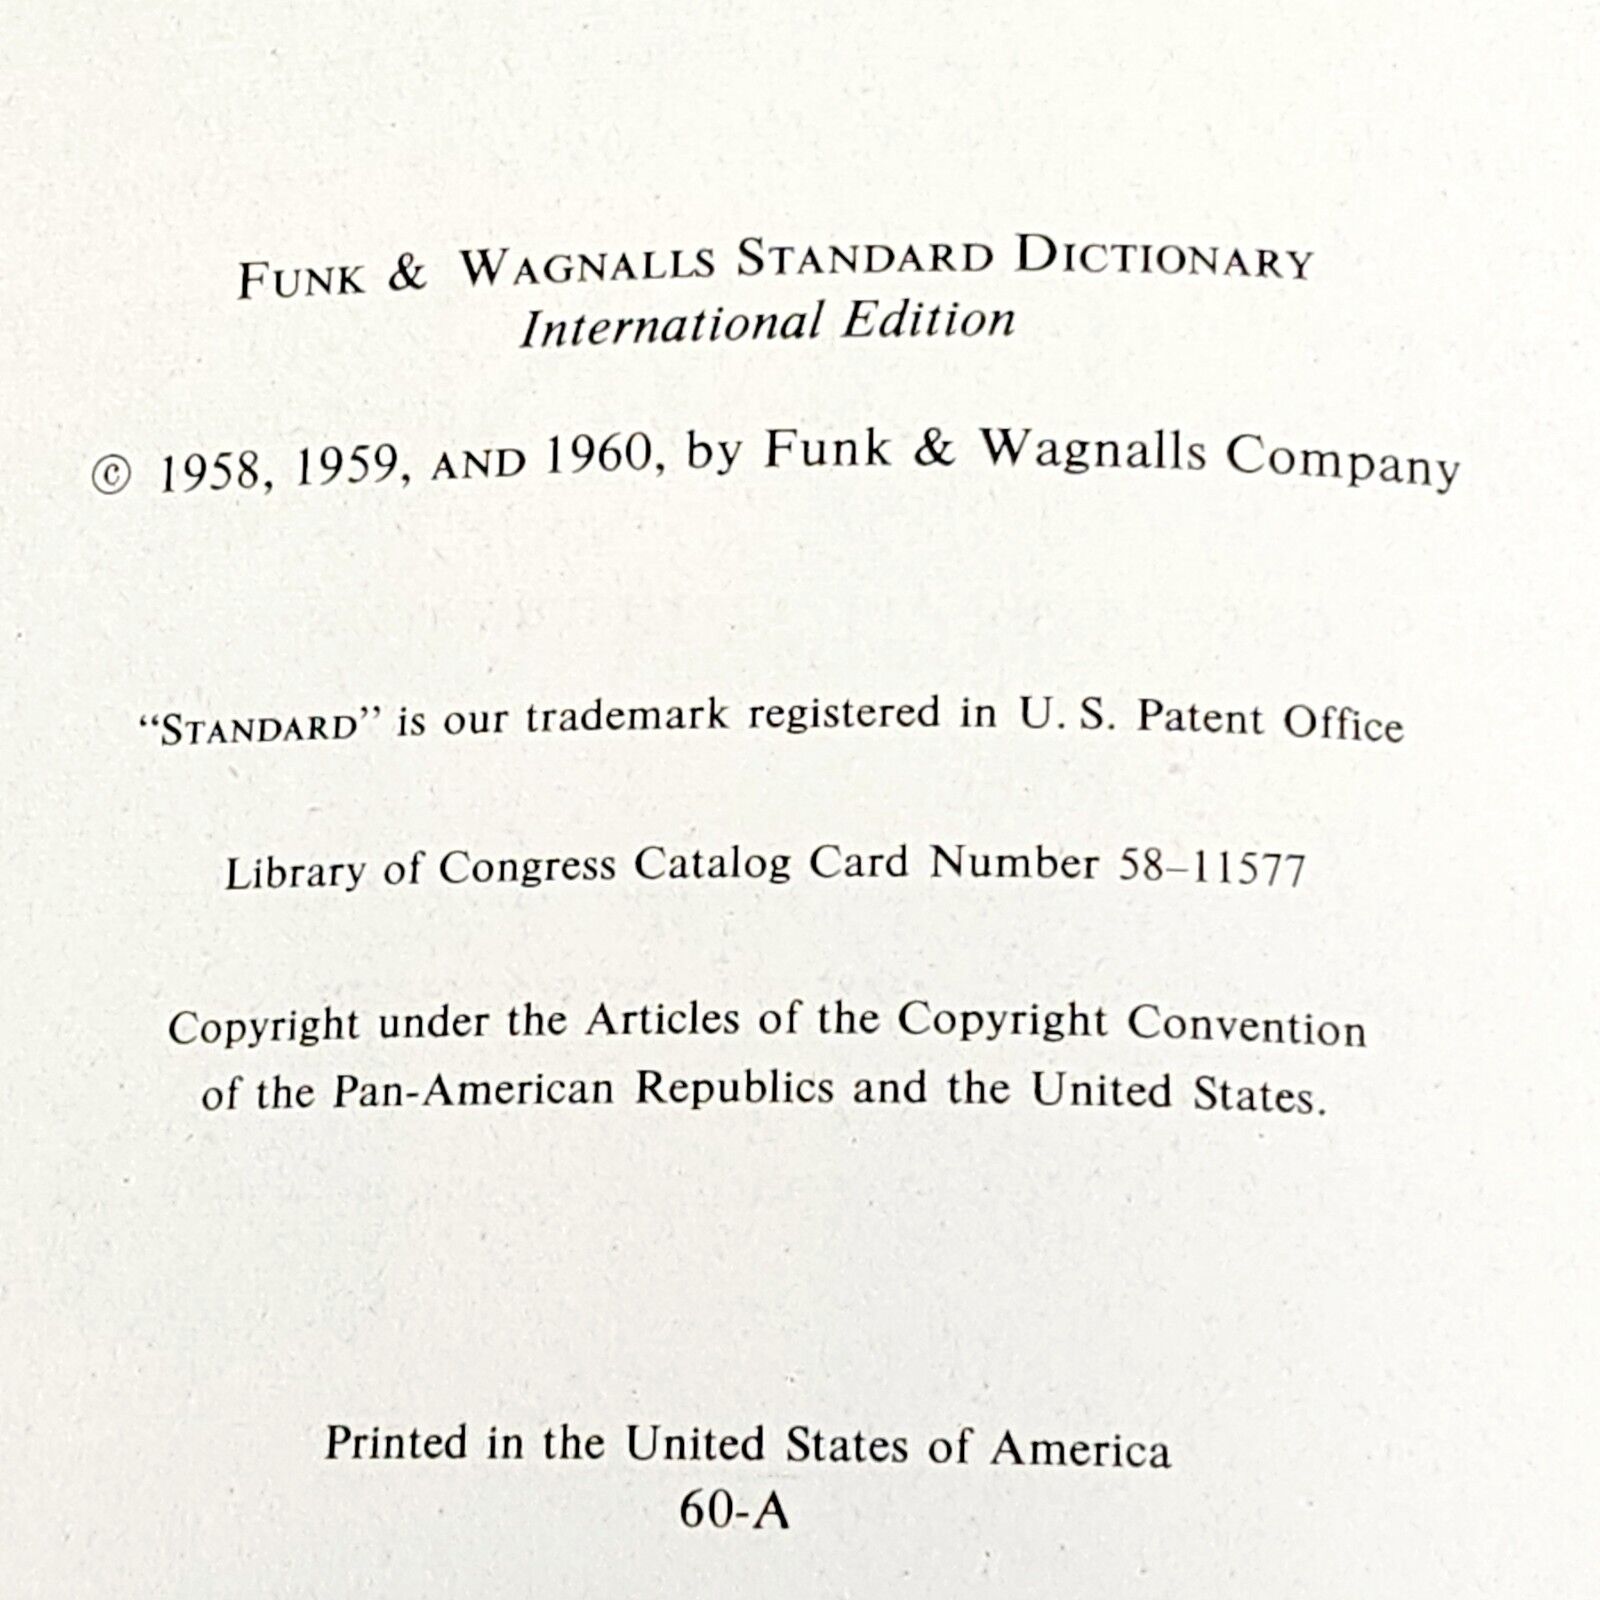 FUNK & WAGNALLS STANDARD DICTIONARY
International Edition
© 1958, 1959, AND 1960, by Funk & Wagnalls Company
“STANDARD” is our trademark registered in U. S. Patent Office
Library of Congress Catalog Card Number 58–11577
Copyright under the Articles of the Copyright Convention
of the Pan-American Republics and the United States.
Printed in the United States of America
60-A